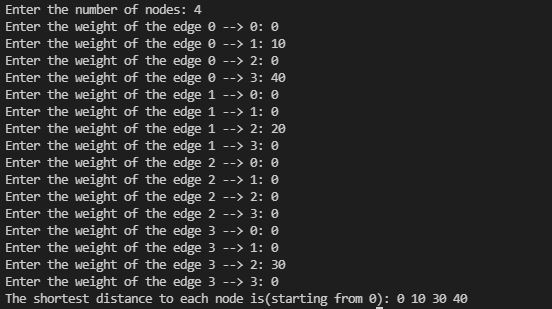 Enter the number of nodes: 4
Enter the weight of the edge 0 --> 0: 0
Enter the weight of the edge 0 --> 1: 10
Enter the weight of the edge 0 --> 2: 0
Enter the weight of the edge 0 --> 3: 40
Enter the weight of the edge 1 --> 0: 0
Enter the weight of the edge 1 --> 1: 0
Enter the weight of the edge 1 --> 2: 20
Enter the weight of the edge 1 --> 3: 0
Enter the weight of the edge 2 --> 0: 0
Enter the weight of the edge 2 --> 1: 0
Enter the weight of the edge 2 --> 2: 0
Enter the weight of the edge 2 --> 3: 0
Enter the weight of the edge 3 --> 0: 0
Enter the weight of the edge 3 --> 1: 0
Enter the weight of the edge 3 --> 2: 30
Enter the weight of the edge 3 --> 3: 0
The shortest distance to each node is(starting from 0): 0 10 30 40